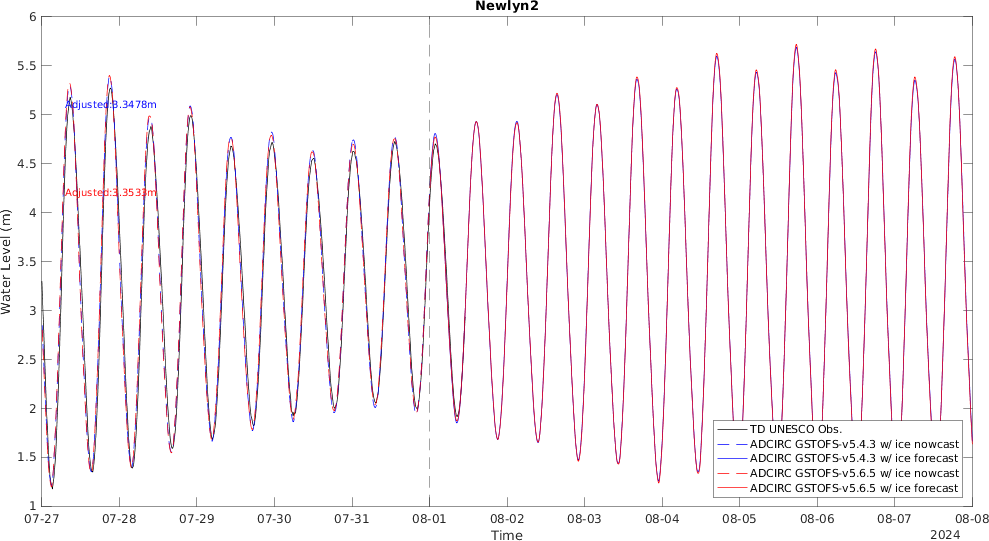 Newlyn2
6
5.5
5
4.5
4
3.5
3
2.5
2
1.5
1
Water Level (m)
Adjusted:3.3478m
Adjusted:3.3533m
TD UNESCO Obs.
ADCIRC GSTOFS-v5.4.3 w/ ice nowcast
ADCIRC GSTOFS-v5.4.3 w/ ice forecast
ADCIRC GSTOFS-v5.6.5 w/ ice nowcast
ADCIRC GSTOFS-v5.6.5 w/ ice forecast
07-27 07-28 07-29 07-30 07-31 08-01 08-02 08-03 08-04 08-05 08-06 08-07 08-08
Time
2024